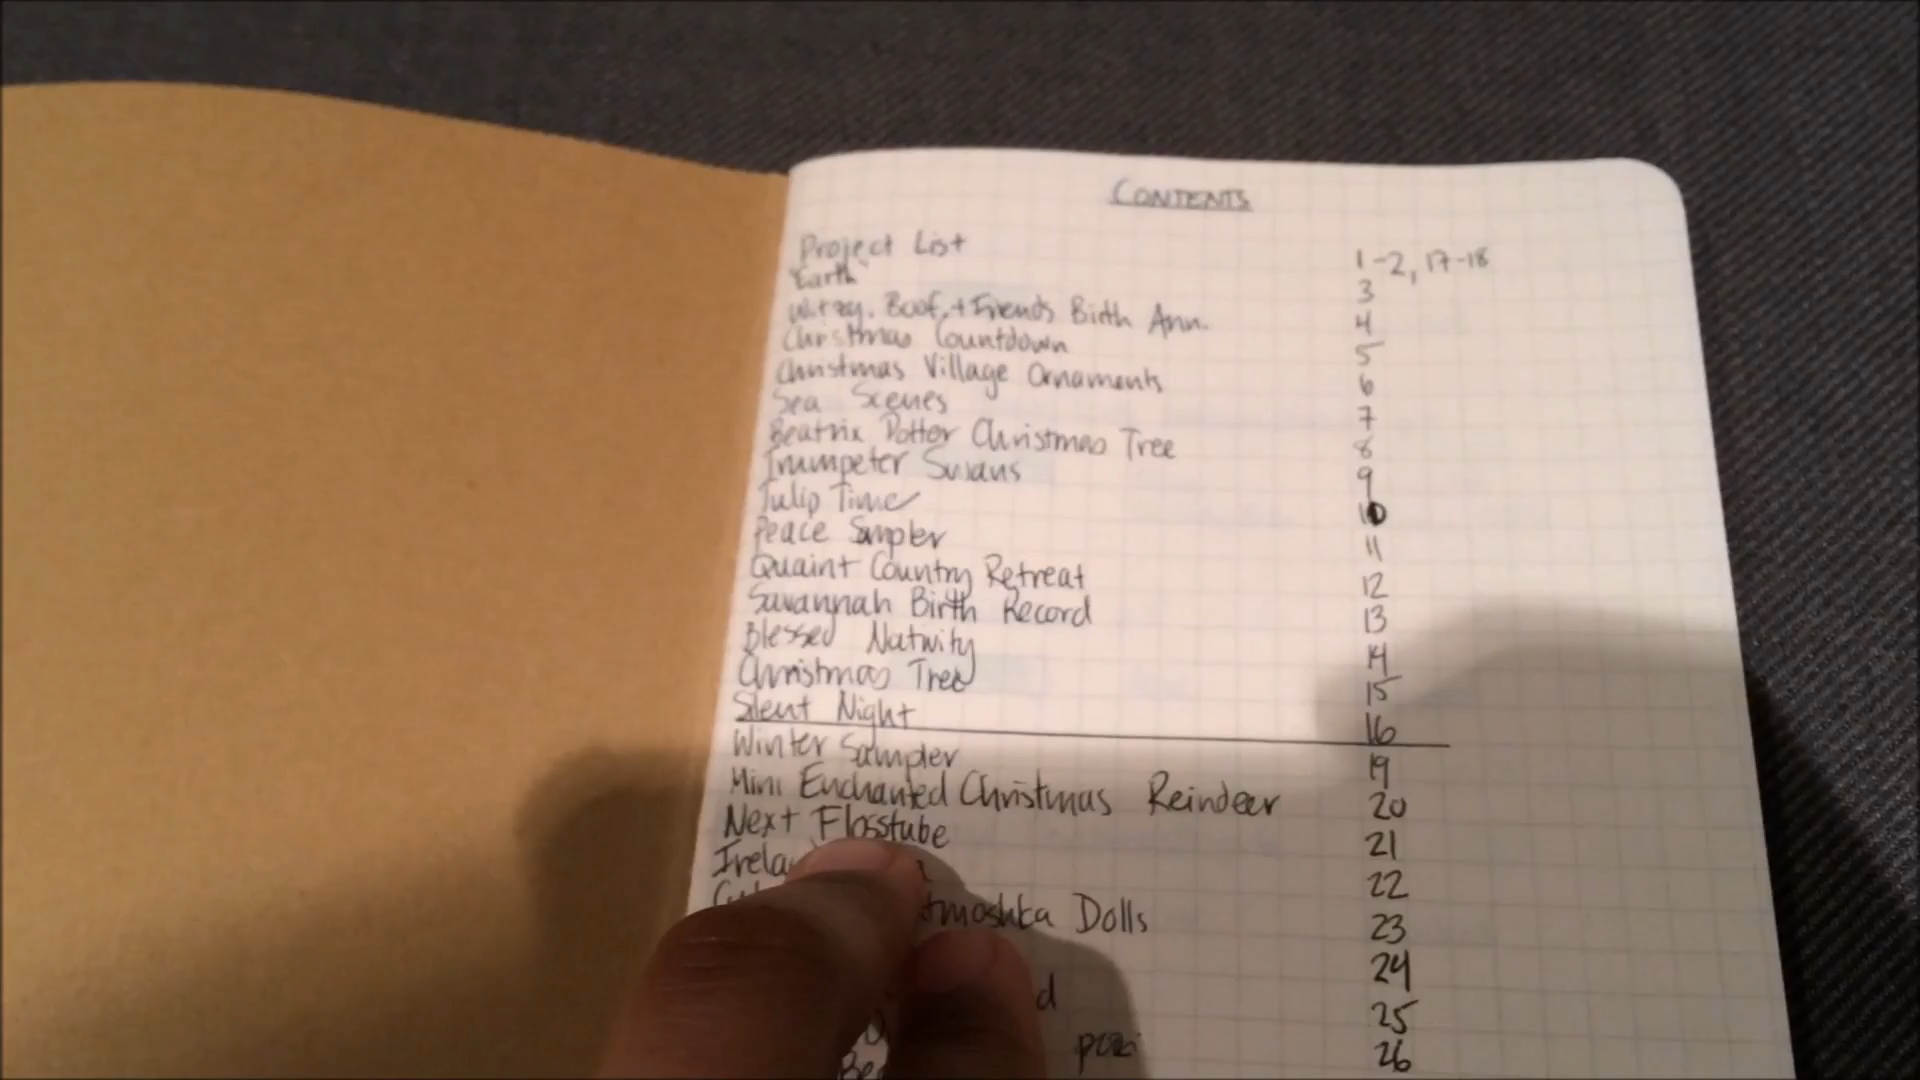 CONTENTS
Project List 1-2, 17-18
"Earth" 3
Witzy, Boof, + Friends Birth Ann. 4
Christmas Countdown 5
Christmas Village Ornaments 6
Sea Scenes 7
Beatrix Potter Christmas Tree 8
Trumpeter Swans 9
Tulip Time 10
Peace Sampler 11
Quaint Country Retreat 12
Savannah Birth Record 13
Blessed Nativity 14
Christmas Tree 15
Silent Night 16
Winter Sampler 19
Mini Enchanted Christmas Reindeer 20
Next Flosstube 21
22
Dolls 23
24
25
26